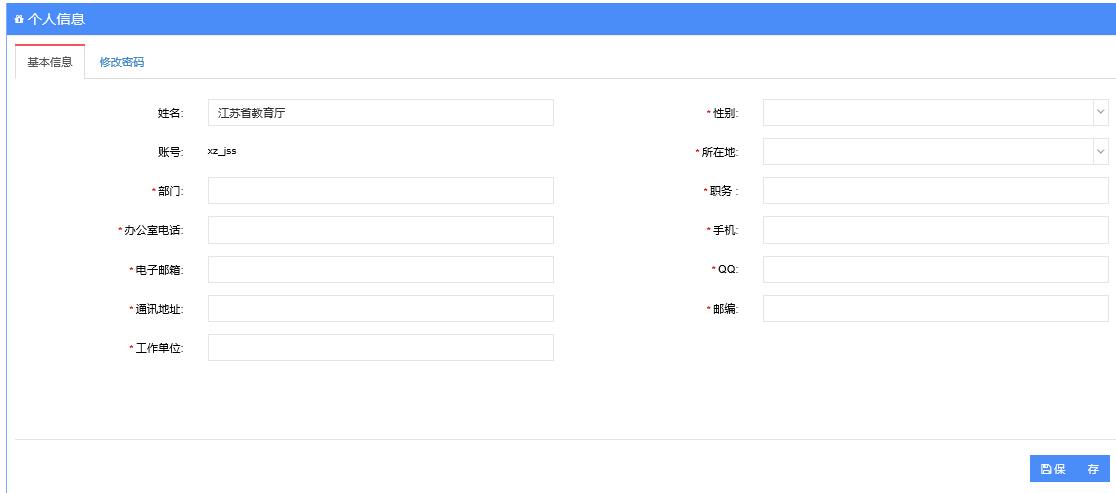 个人信息
基本信息 修改密码
姓名: 江苏省教育厅 *性别:
账号: xz_jss *所在地:
*部门: *职务 :
*办公室电话: *手机:
*电子邮箱: *QQ:
*通讯地址: *邮编:
*工作单位:
保 存